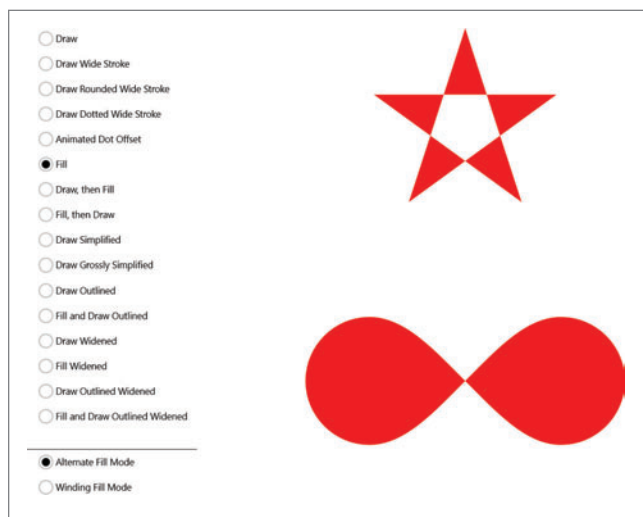 Draw
Draw Wide Stroke
Draw Rounded Wide Stroke
Draw Dotted Wide Stroke
Animated Dot Offset
Fill
Draw, then Fill
Fill, then Draw
Draw Simplified
Draw Grossly Simplified
Draw Outlined
Fill and Draw Outlined
Draw Widened
Fill Widened
Draw Outlined Widened
Fill and Draw Outlined Widened
Alternate Fill Mode
Winding Fill Mode